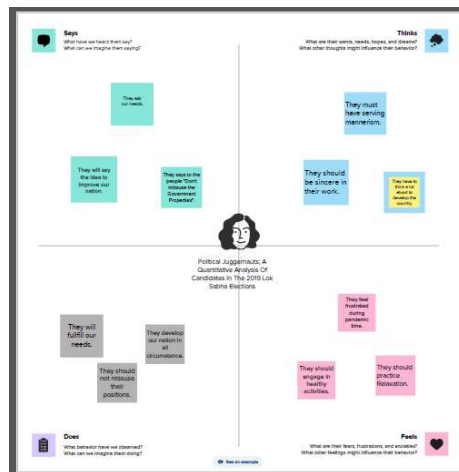 Says
What have we heard them say?
What can we imagine them saying?
Thinks
What are their wants, needs, hopes, and dreams?
What other thoughts might influence their behavior?
They ask
our needs.
They will say
the idea to
improve our
nation.
They says to the
people "Don't
missuse the
Government
Properties".
They must
have serving
mannerism.
They should
be sincere in
their work.
They have to
think a lot
about to
develop the
country.
Political Juggernauts; A
Quantitative Analysis Of
Candidates In The 2019 Lok
Sabha Elections
They will
fulfill our
needs.
They develop
our nation in
all
circumstance.
They should
not missuse
their
positions.
They feel
frustrated
during
pandemic
time.
They should
engage in
healthy
activities.
They should
practice
Relaxation.
Does
What behavior have we observed?
What can we imagine them doing?
Feels
What are their fears, frustrations, and anxieties?
What other feelings might influence their behavior?
See an example